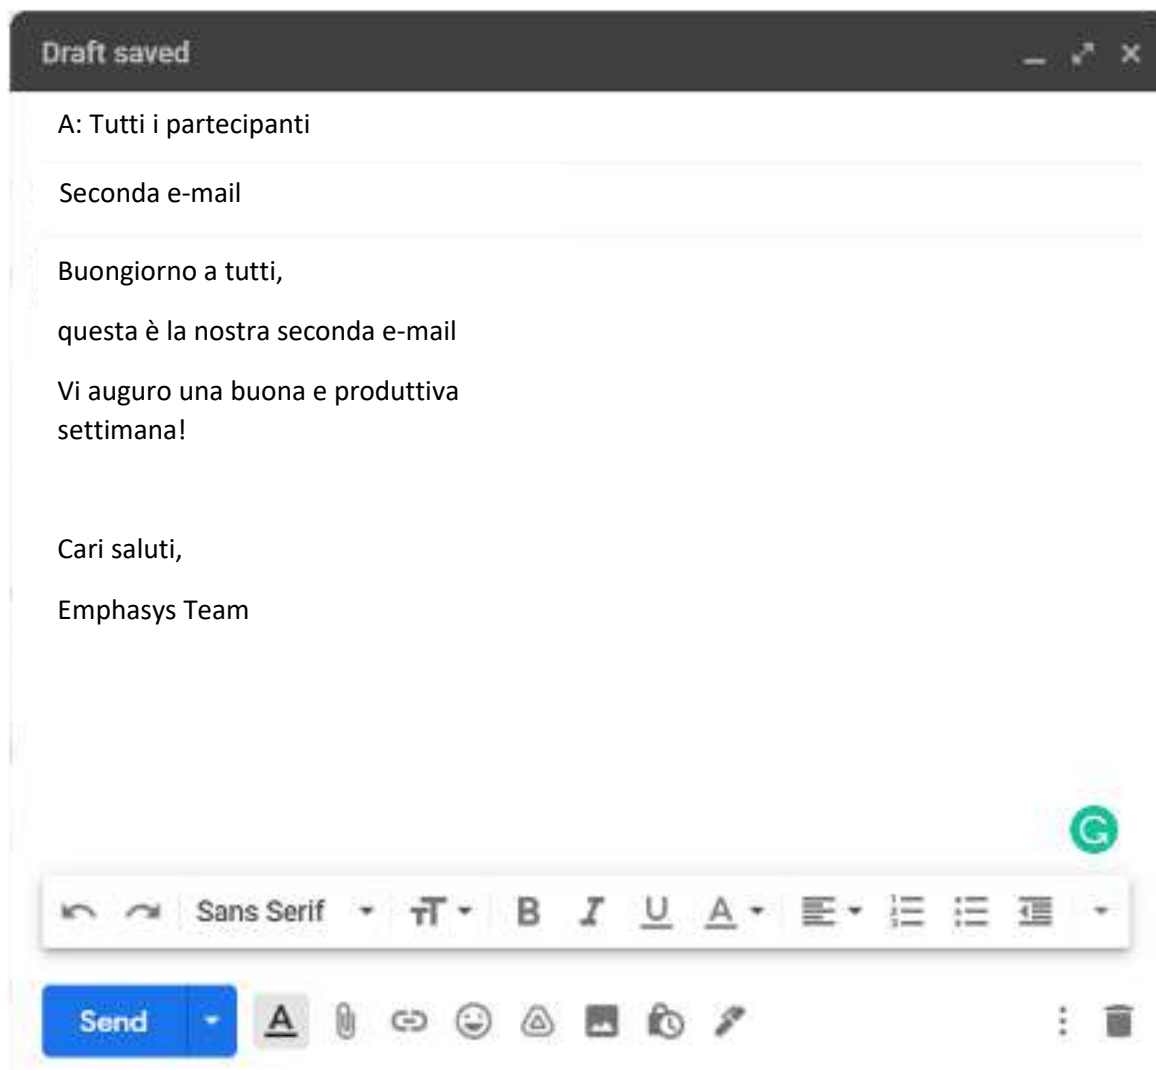 Draft saved
A: Tutti i partecipanti
Seconda e-mail
Buongiorno a tutti,
questa è la nostra seconda e-mail
Vi auguro una buona e produttiva
settimana!
Cari saluti,
Emphasys Team
Sans Serif
Send